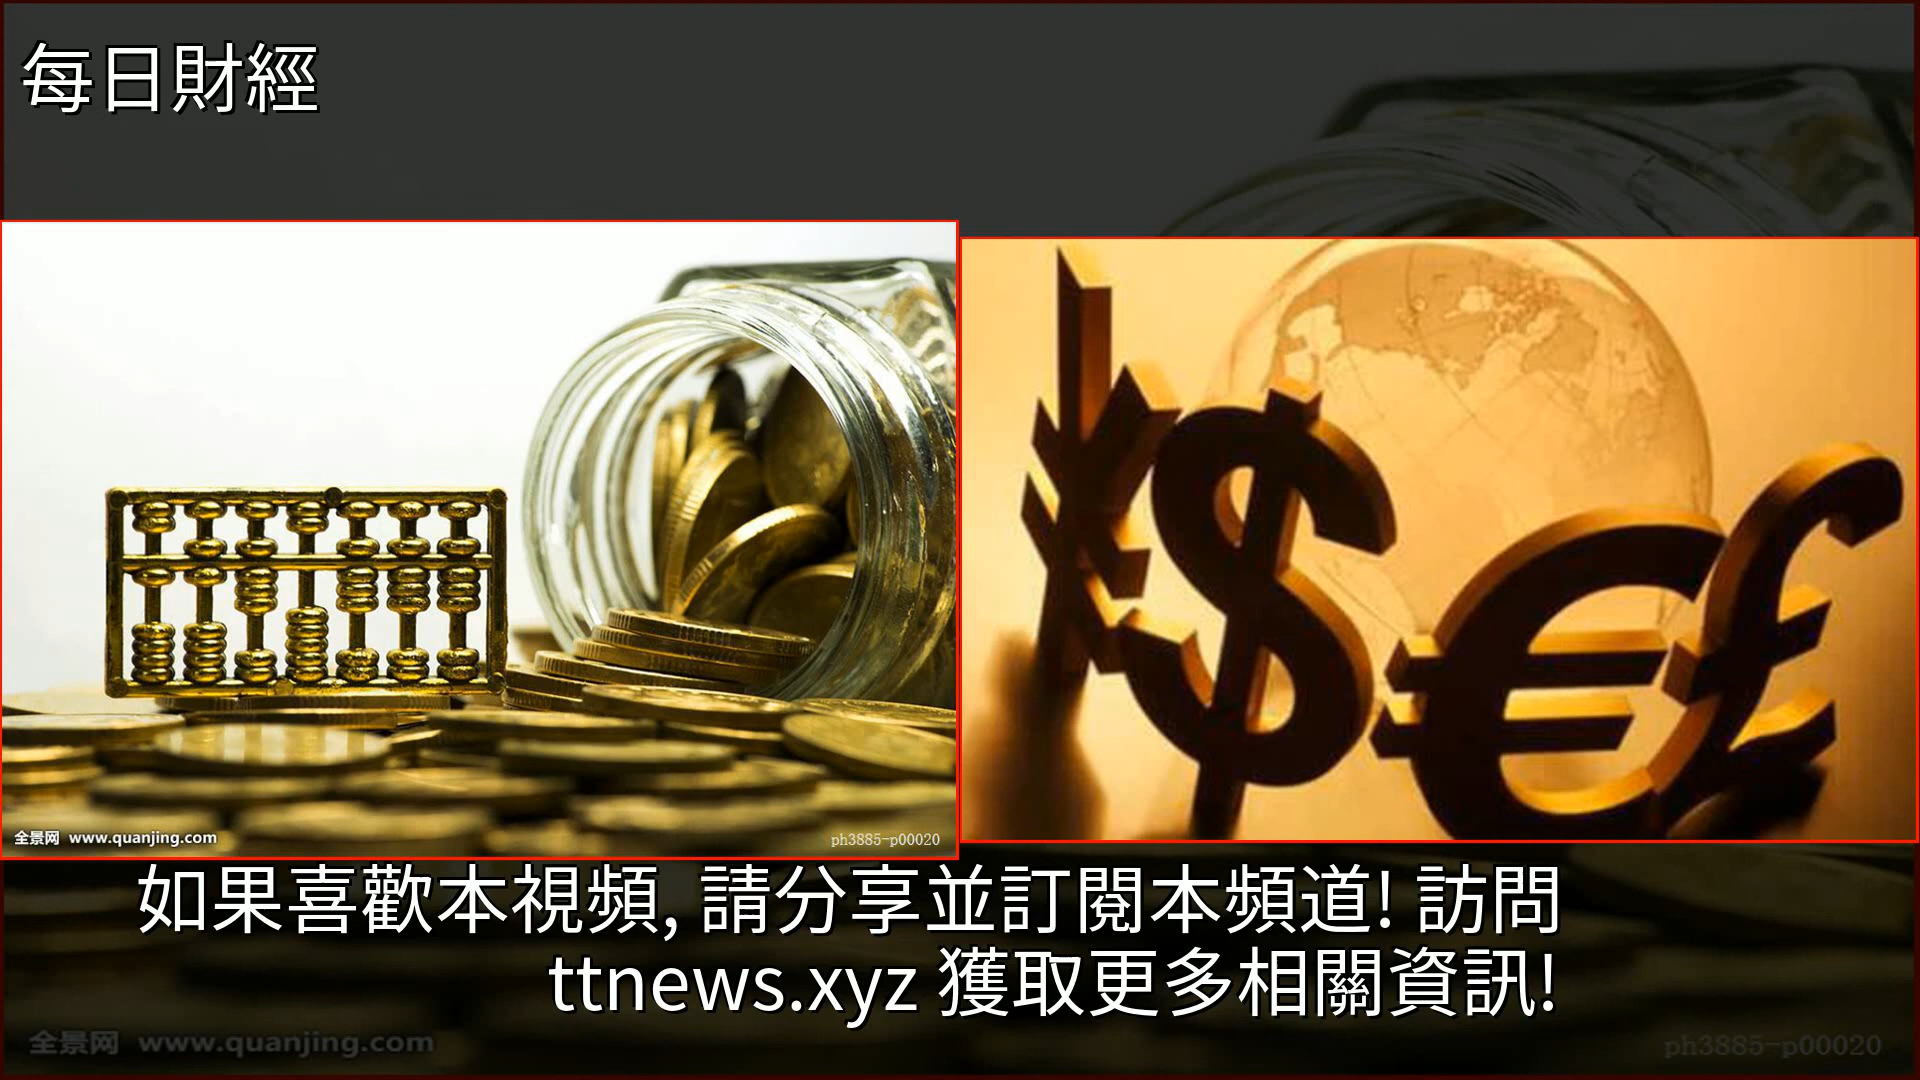 每日財經
全景网 www.quanjing.com
ph3885-p00020
如果喜歡本視頻, 請分享並訂閱本頻道! 訪問
ttnews.xyz 獲取更多相關資訊!
全景网 www.quanjing.com
ph3885-p00020